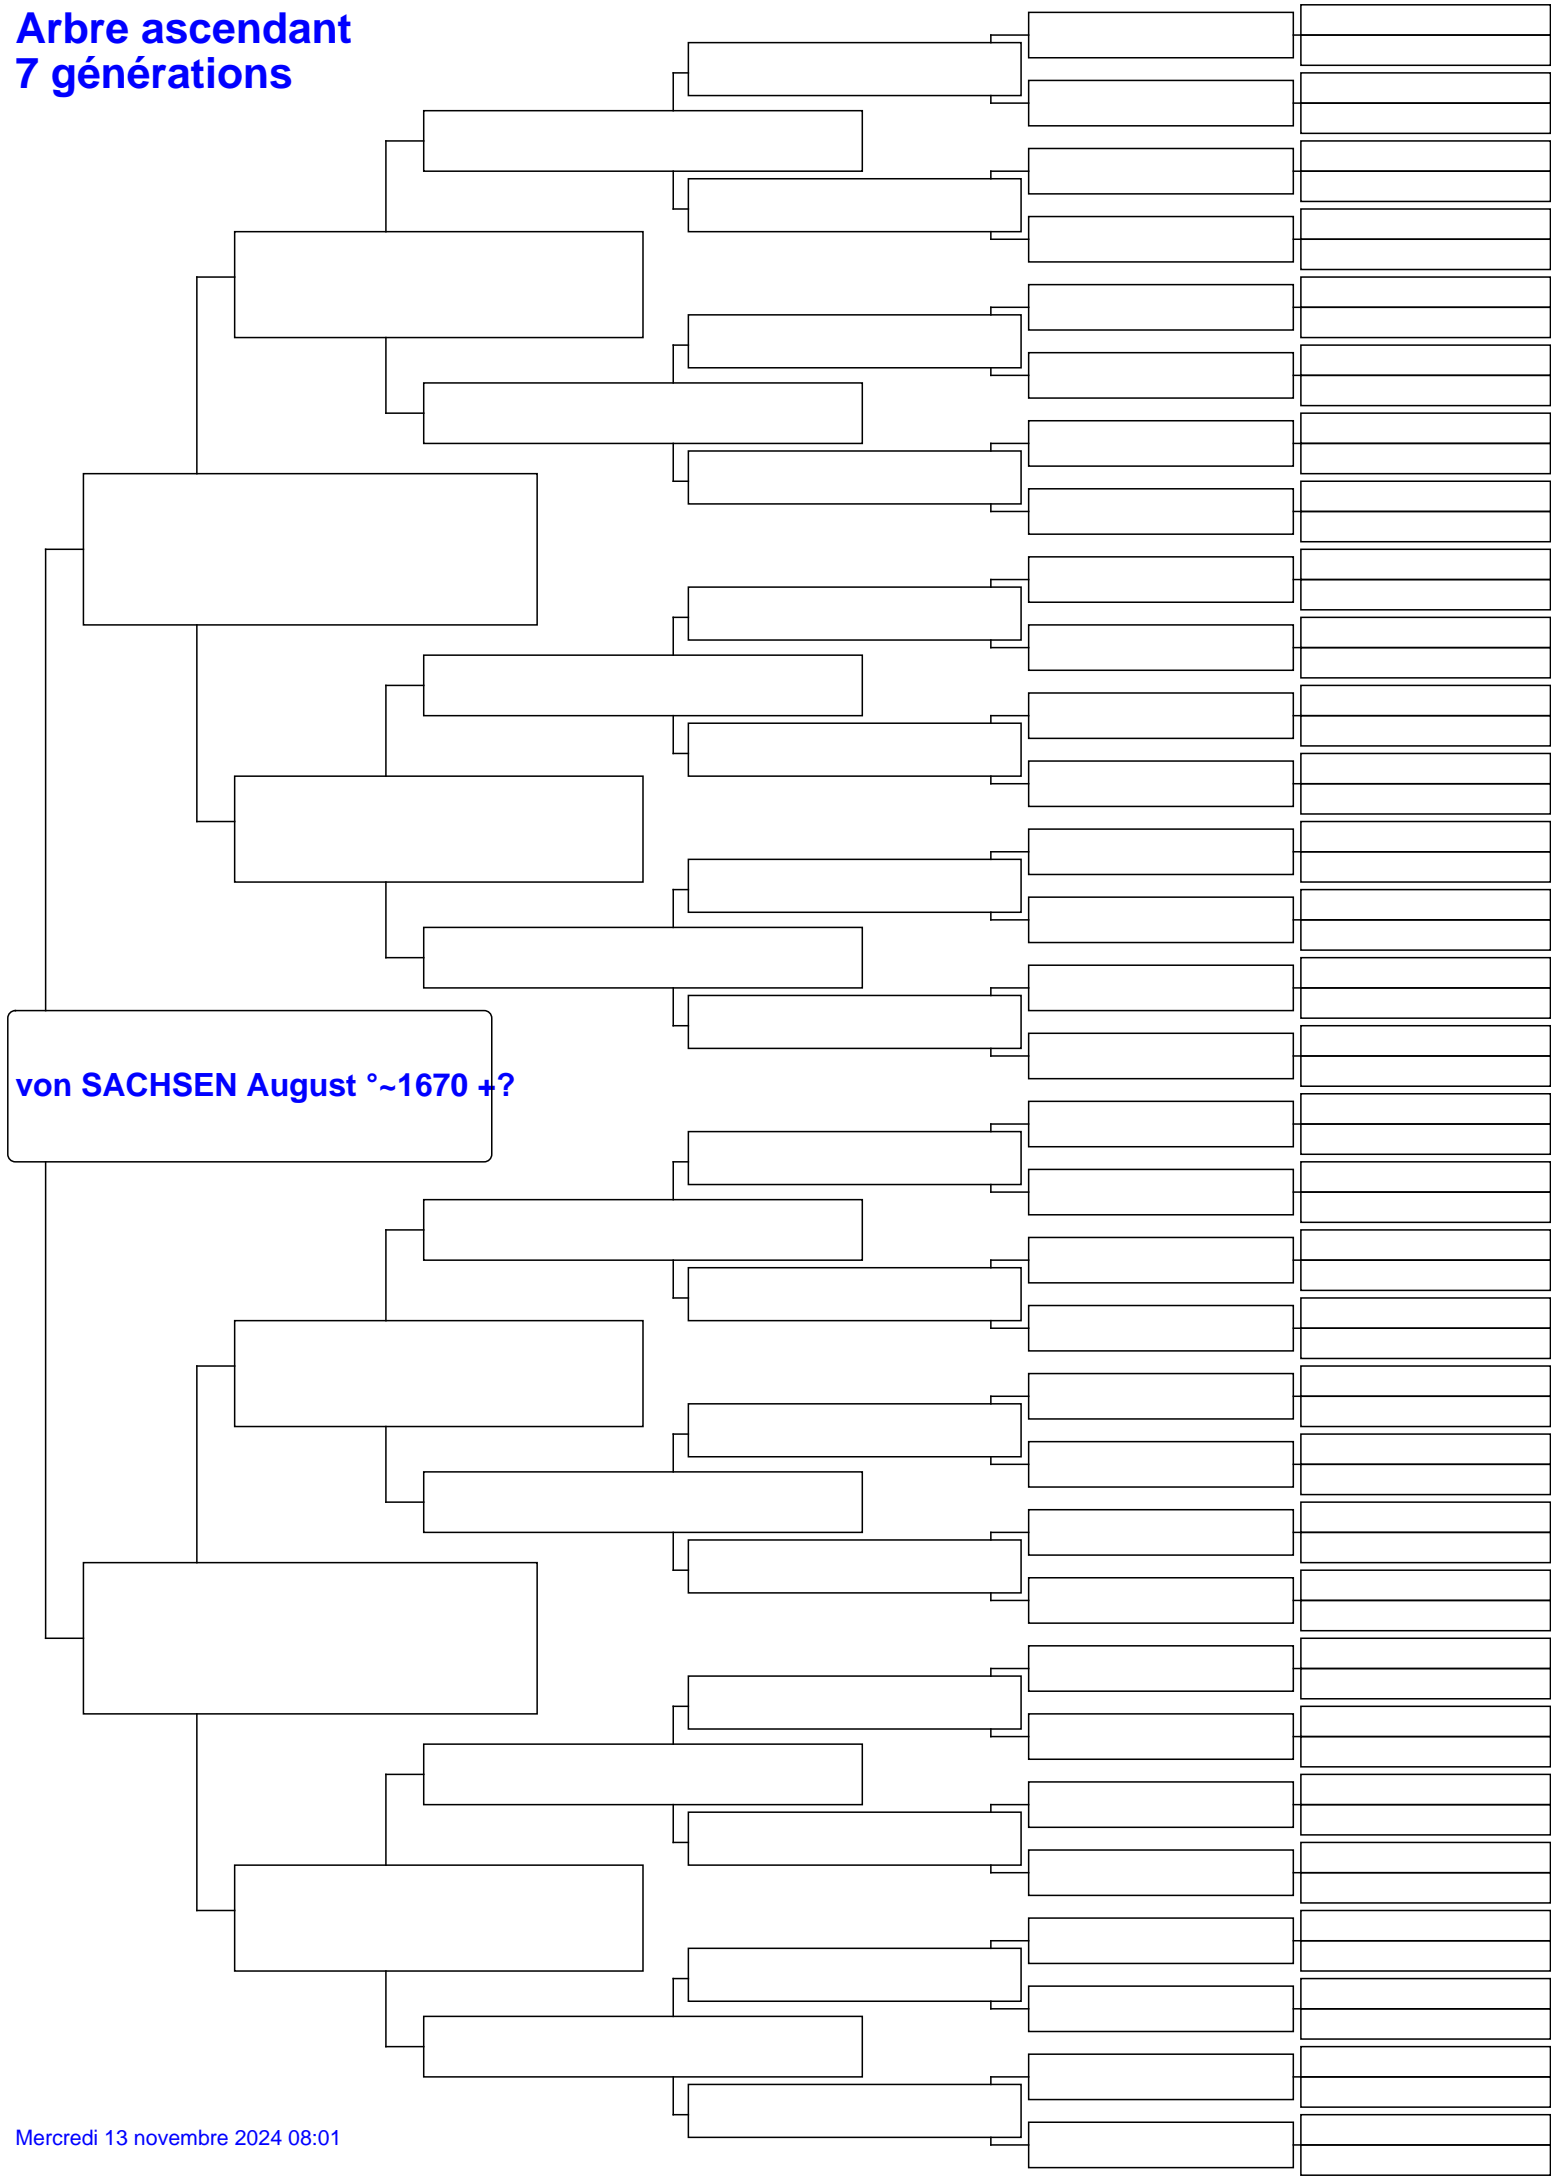 Arbre ascendant
7 générations
von SACHSEN August °~1670 +?
Mercredi 13 novembre 2024 08:01